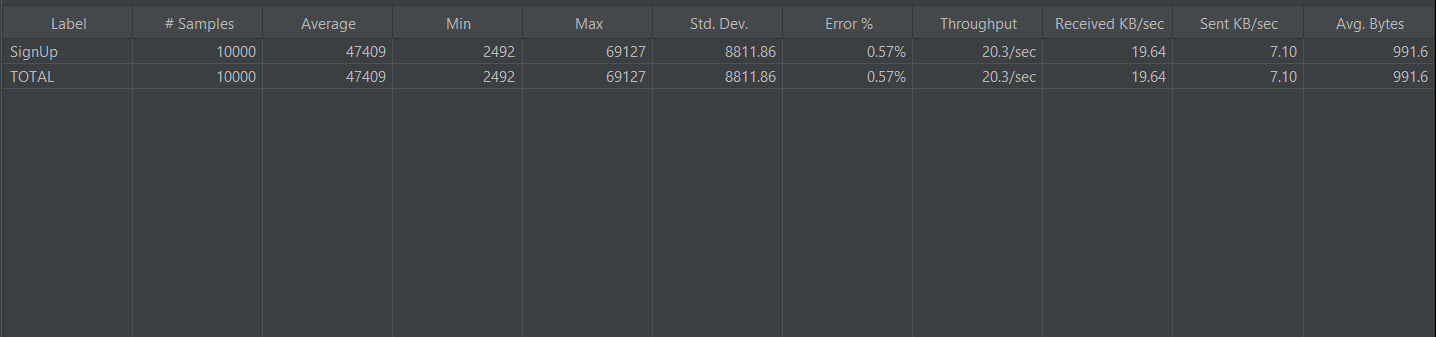 Label # Samples Average Min Max Std. Dev. Error % Throughput Received KB/sec Sent KB/sec Avg. Bytes
SignUp 10000 47409 2492 69127 8811.86 0.57% 20.3/sec 19.64 7.10 991.6
TOTAL 10000 47409 2492 69127 8811.86 0.57% 20.3/sec 19.64 7.10 991.6